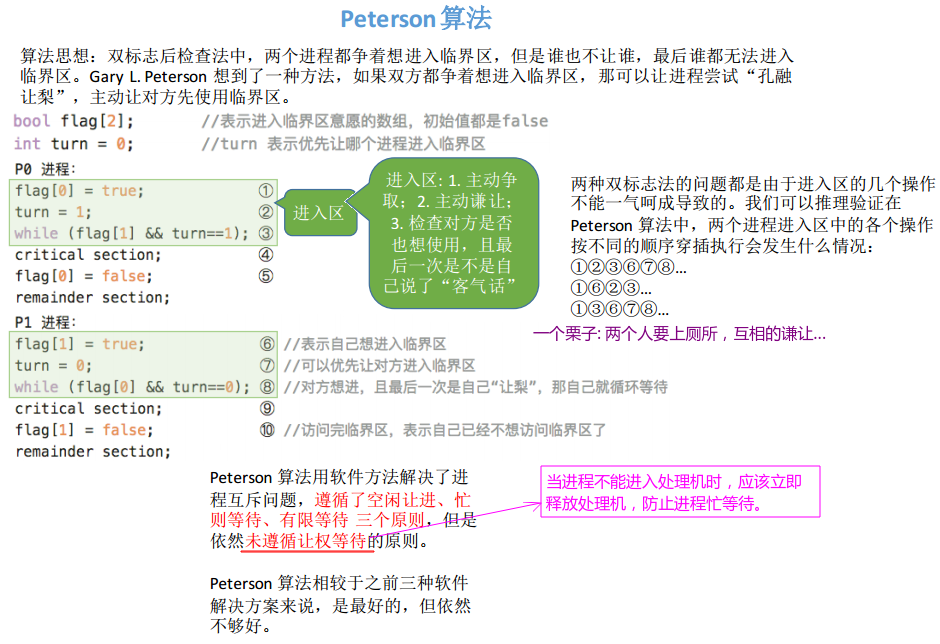 Peterson 算法
算法思想：双标志后检查法中，两个进程都争着想进入临界区，但是谁也不让谁，最后谁都无法进入
临界区。Gary L. Peterson 想到了一种方法，如果双方都争着想进入临界区，那可以让进程尝试“孔融
让梨”，主动让对方先使用临界区。
bool flag[2]; //表示进入临界区意愿的数组，初始值都是false
int turn = 0; //turn 表示优先让哪个进程进入临界区
P0 进程：
flag[0] = true; ①
turn = 1; ②
while (flag[1] && turn==1); ③
critical section; ④
flag[0] = false; ⑤
remainder section;
进入区
进入区: 1. 主动争
取；2. 主动谦让；
3. 检查对方是否
也想使用，且最
后一次是不是自
己说了“客气话”
两种双标志法的问题都是由于进入区的几个操作
不能一气呵成导致的。我们可以推理验证在
Peterson 算法中，两个进程进入区中的各个操作
按不同的顺序穿插执行会发生什么情况：
①②③⑥⑦⑧…
①⑥②③…
①③⑥⑦⑧…
一个栗子: 两个人要上厕所，互相的谦让...
P1 进程：
flag[1] = true; ⑥ //表示自己想进入临界区
turn = 0; ⑦ //可以优先让对方进入临界区
while (flag[0] && turn==0); ⑧ //对方想进，且最后一次是自己“让梨”，那自己就循环等待
critical section; ⑨
flag[1] = false; ⑩ //访问完临界区，表示自己已经不想访问临界区了
remainder section;
Peterson 算法用软件方法解决了进
程互斥问题，遵循了空闲让进、忙
则等待、有限等待 三个原则，但是
依然未遵循让权等待的原则。
当进程不能进入处理机时，应该立即
释放处理机，防止进程忙等待。
Peterson 算法相较于之前三种软件
解决方案来说，是最好的，但依然
不够好。